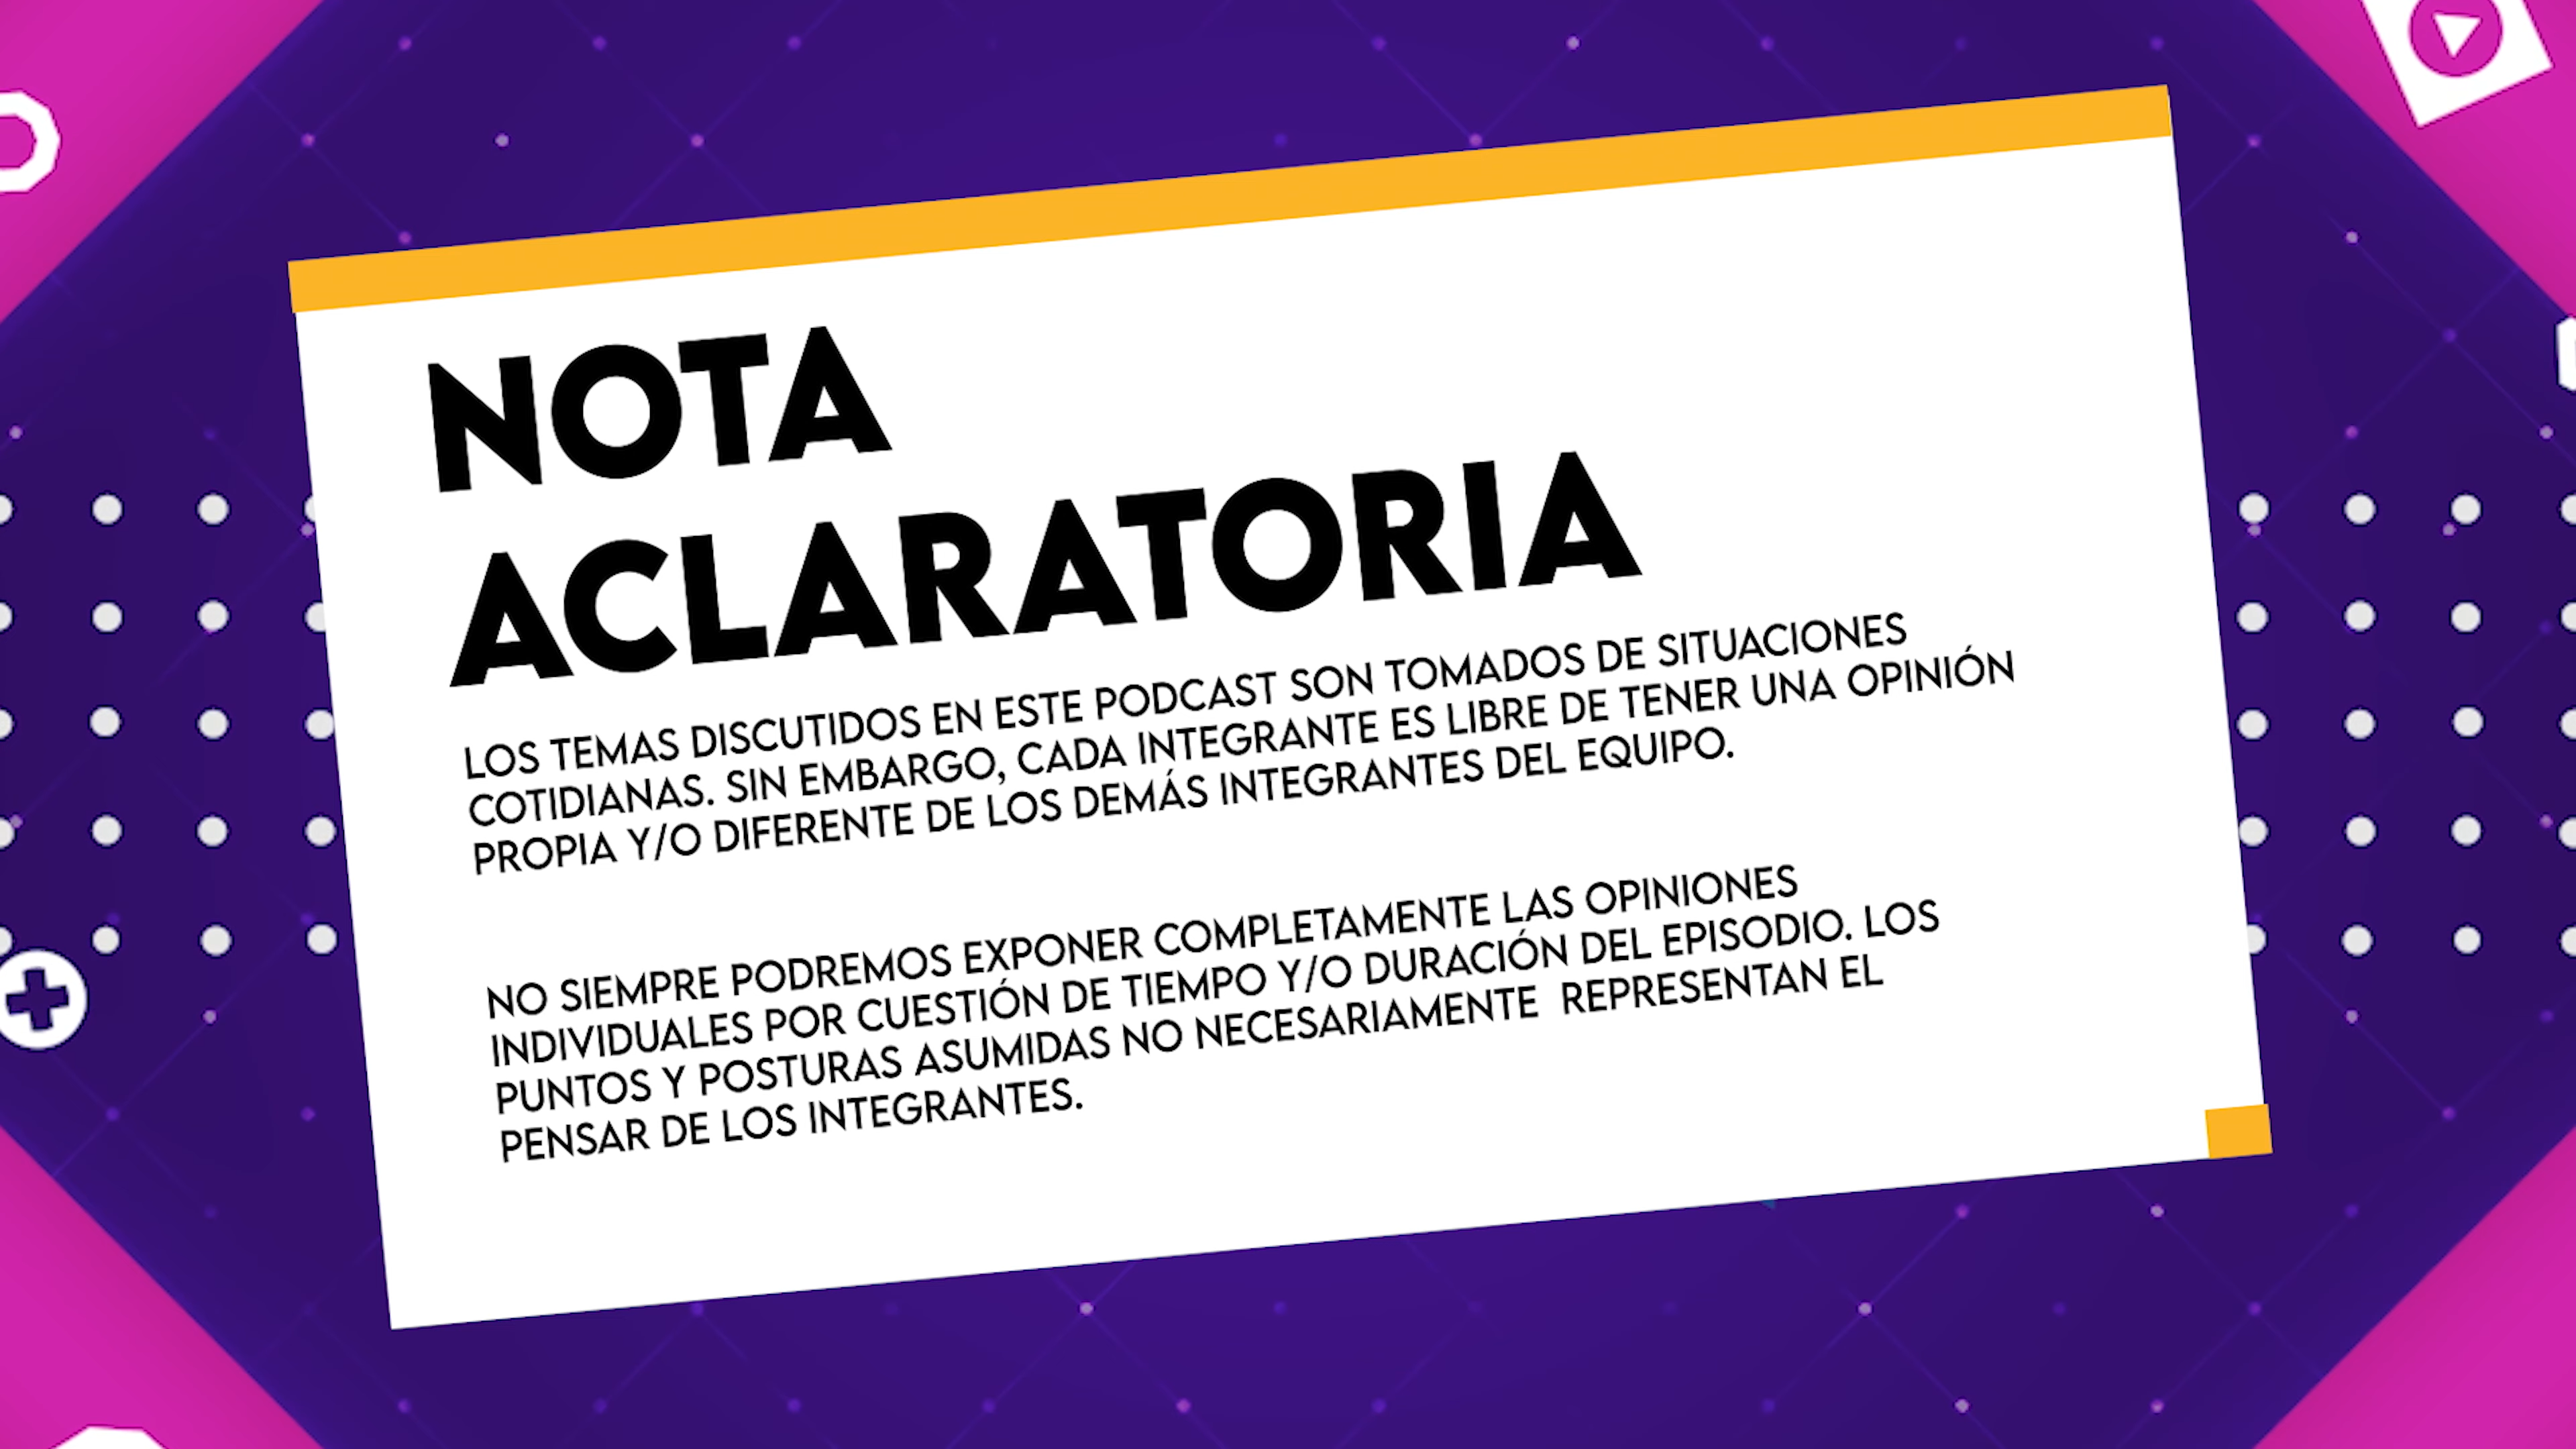 NOTA
ACLARATORIA
LOS TEMAS DISCUTIDOS EN ESTE PODCAST SON TOMADOS DE SITUACIONES
COTIDIANAS. SIN EMBARGO, CADA INTEGRANTE ES LIBRE DE TENER UNA OPINIÓN
PROPIA Y/O DIFERENTE DE LOS DEMÁS INTEGRANTES DEL EQUIPO.
NO SIEMPRE PODREMOS EXPONER COMPLETAMENTE LAS OPINIONES
INDIVIDUALES POR CUESTIÓN DE TIEMPO Y/O DURACIÓN DEL EPISODIO. LOS
PUNTOS Y POSTURAS ASUMIDAS NO NECESARIAMENTE  REPRESENTAN EL
PENSAR DE LOS INTEGRANTES.